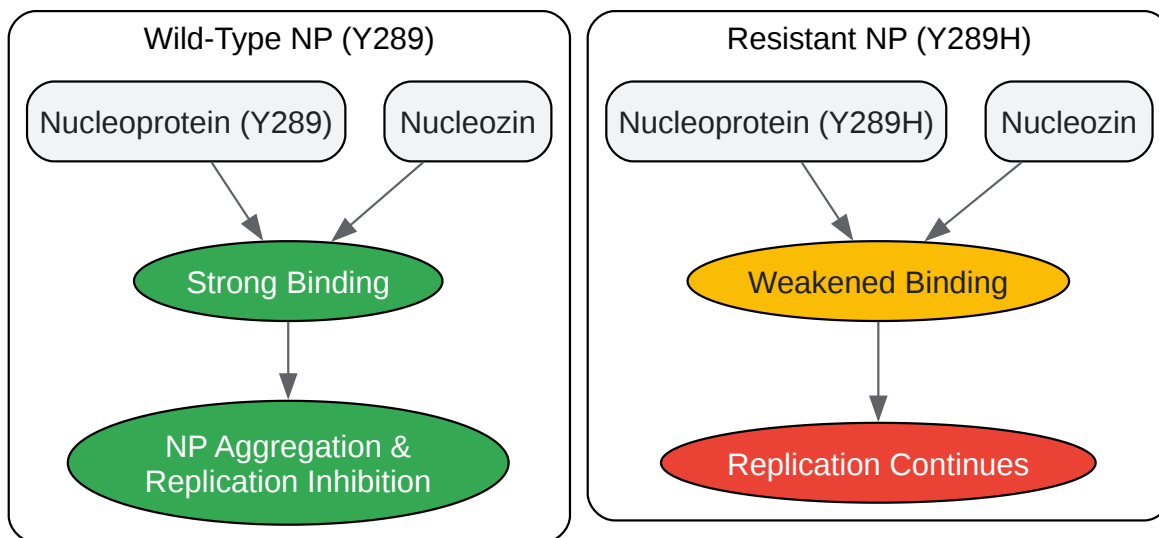 Wild-Type NP (Y289)
Nucleoprotein (Y289)
Nucleozin
Strong Binding
NP Aggregation &
Replication Inhibition
Resistant NP (Y289H)
Nucleoprotein (Y289H)
Nucleozin
Weakened Binding
Replication Continues